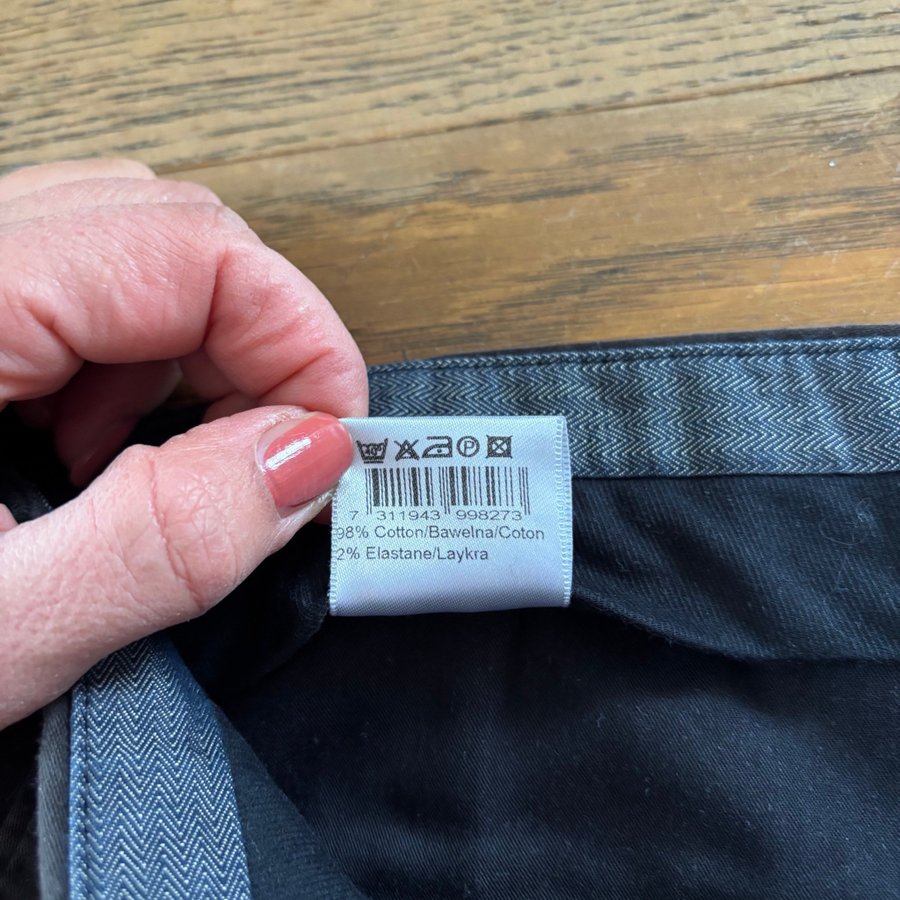 7 311943 998273
98% Cotton/Bawelna/Coton
2% Elastane/Laykra